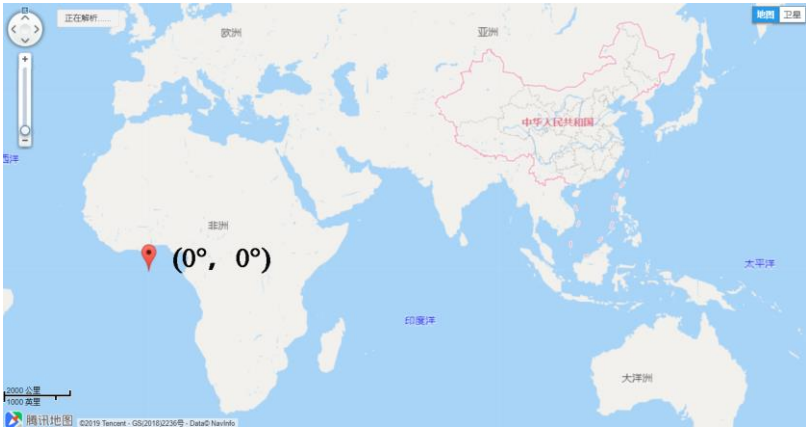 正在解析......
地图 卫星
欧洲
亚洲
中华人民共和国
非洲
(0°, 0°)
太平洋
印度洋
大洋洲
2000 公里
1000 英里
腾讯地图 ©2019 Tencent - GS(2018)2236号 - Data© NavInfo